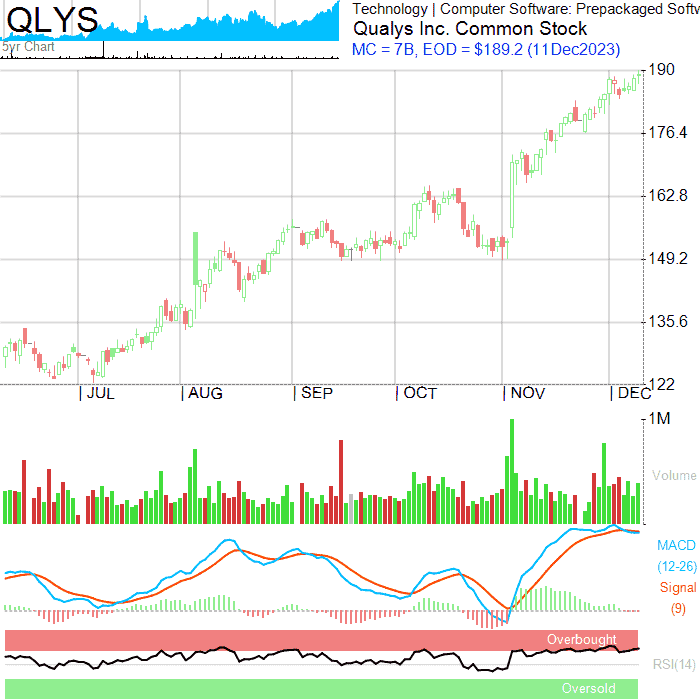 QLYS
5yr Chart
Technology | Computer Software: Prepackaged Softw
Qualys Inc. Common Stock
MC = 7B, EOD = $189.2 (11Dec2023)
190
176.4
162.8
149.2
135.6
122
JUL
AUG
SEP
OCT
NOV
DEC
1M
Volume
MACD
(12-26)
Signal
(9)
Overbought
RSI(14)
Oversold